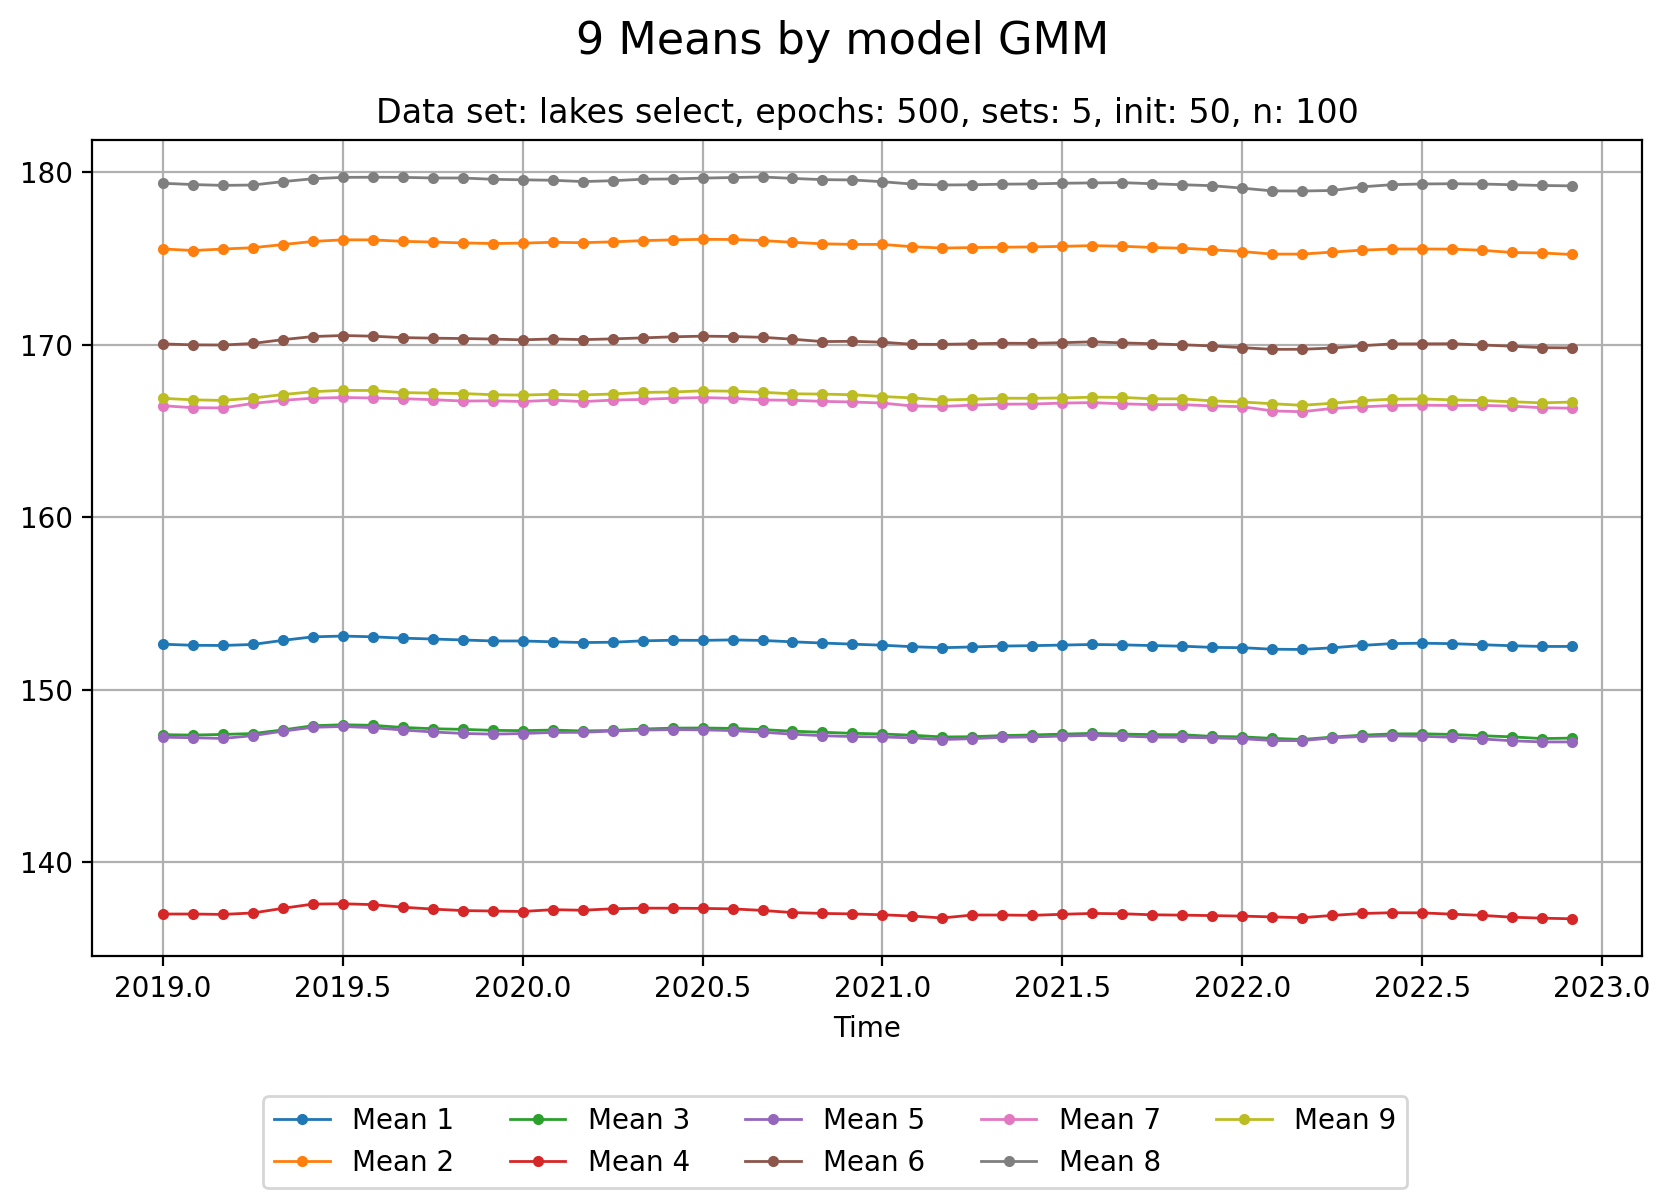 9 Means by model GMM
Data set: lakes select, epochs: 500, sets: 5, init: 50, n: 100
180
170
160
150
140
2019.0 2019.5 2020.0 2020.5 2021.0 2021.5 2022.0 2022.5 2023.0
Time
Mean 1 Mean 3 Mean 5 Mean 7 Mean 9
Mean 2 Mean 4 Mean 6 Mean 8